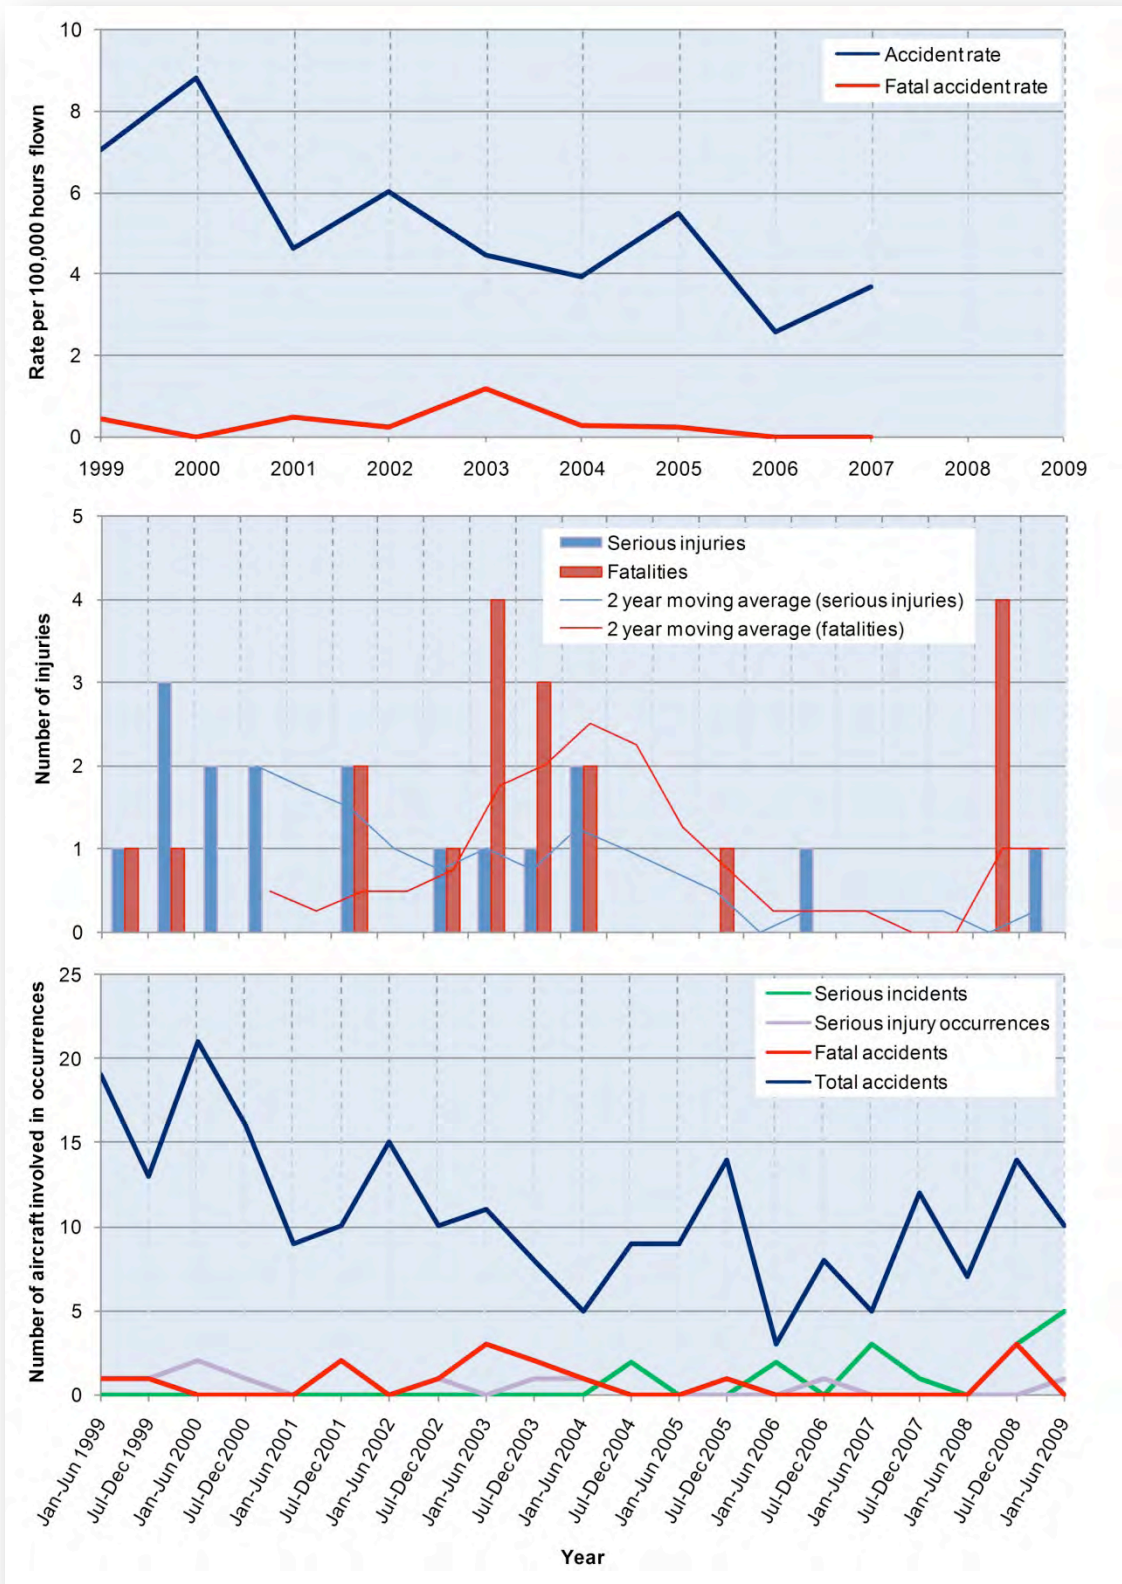 10
8
6
4
2
0
Rate per 100,000 hours flown
Accident rate
Fatal accident rate
1999 2000 2001 2002 2003 2004 2005 2006 2007 2008 2009
5
4
3
2
1
0
Number of injuries
Serious injuries
Fatalities
2 year moving average (serious injuries)
2 year moving average (fatalities)
25
20
15
10
5
0
Number of aircraft involved in occurrences
Serious incidents
Serious injury occurrences
Fatal accidents
Total accidents
Jan-Jun 1999
Jul-Dec 1999
Jan-Jun 2000
Jul-Dec 2000
Jan-Jun 2001
Jul-Dec 2001
Jan-Jun 2002
Jul-Dec 2002
Jan-Jun 2003
Jul-Dec 2003
Jan-Jun 2004
Jul-Dec 2004
Jan-Jun 2005
Jul-Dec 2005
Jan-Jun 2006
Jul-Dec 2006
Jan-Jun 2007
Jul-Dec 2007
Jan-Jun 2008
Jul-Dec 2008
Jan-Jun 2009
Year